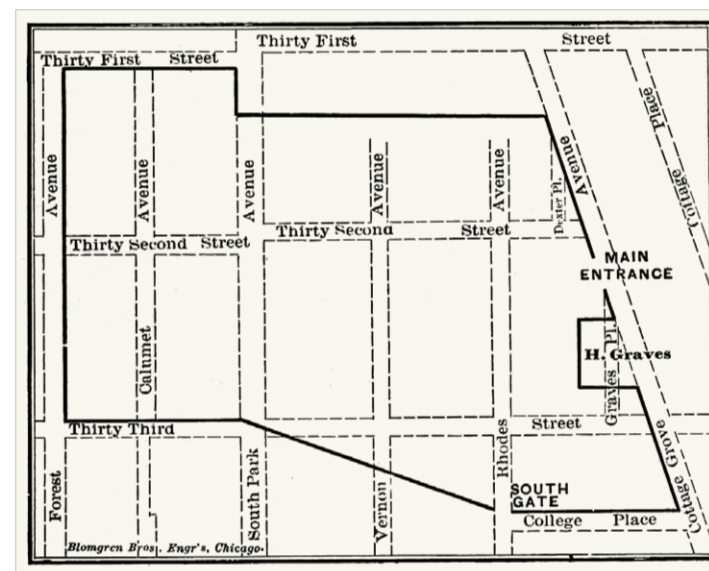 Thirty First Street
Thirty First Street
Avenue
Avenue
Avenue
Avenue
Avenue
Dexter Pl.
Avenue
Place
Cottage
Thirty Second Street
Thirty Second Street
MAIN
ENTRANCE
Calumet
H. Graves
Graves Pl.
Thirty Third
Street
Forest
South Park
Vernon
Rhodes
Cottage Grove
SOUTH
GATE
College Place
Blomgren Bros. Engr's, Chicago.